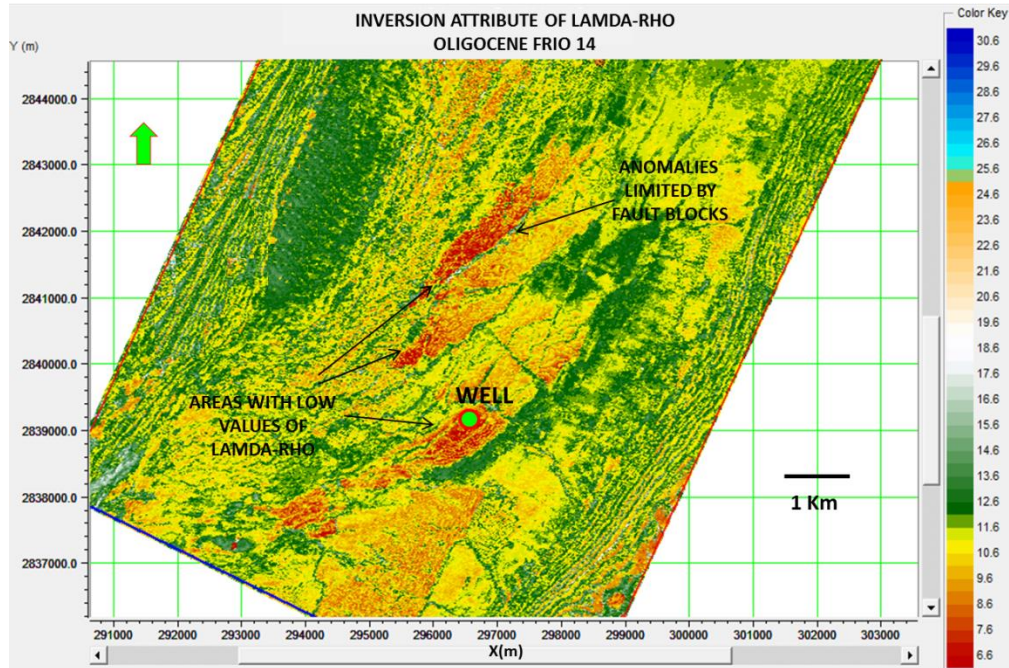 INVERSION ATTRIBUTE OF LAMDA-RHO
OLIGOCENE FRIO 14
Color Key
Y (m)
30.6
29.6
28.6
27.6
26.6
25.6
24.6
23.6
22.6
21.6
20.6
19.6
18.6
17.6
16.6
15.6
14.6
13.6
12.6
11.6
10.6
9.6
8.6
7.6
6.6
2844000.0
2843000.0
2842000.0
2841000.0
2840000.0
2839000.0
2838000.0
2837000.0
ANOMALIES
LIMITED BY
FAULT BLOCKS
WELL
AREAS WITH LOW
VALUES OF
LAMDA-RHO
1 Km
291000 292000 293000 294000 295000 296000 297000 298000 299000 300000 301000 302000 303000
X(m)